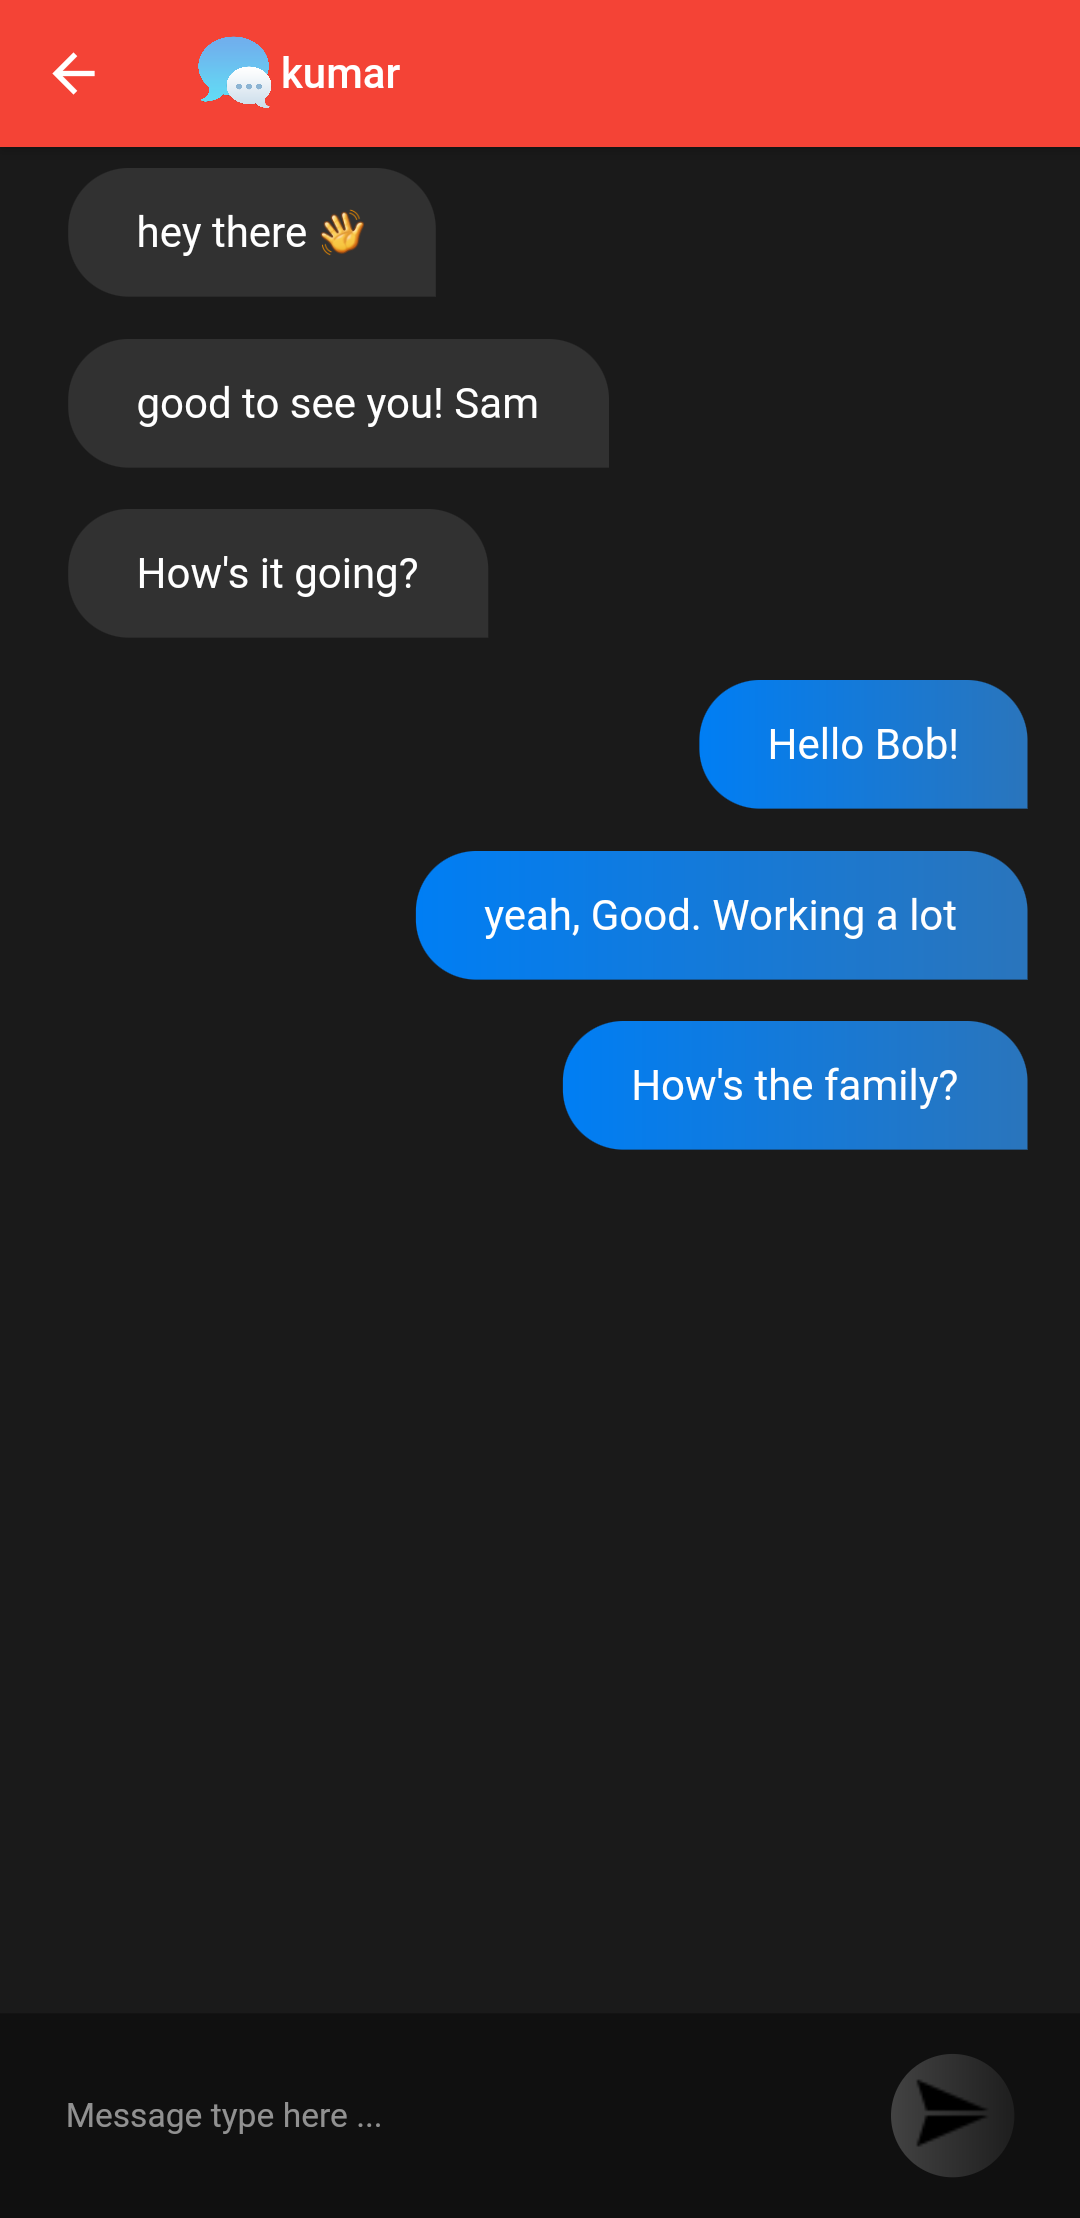 kumar
hey there 👋
good to see you! Sam
How's it going?
Hello Bob!
yeah, Good. Working a lot
How's the family?
Message type here ...